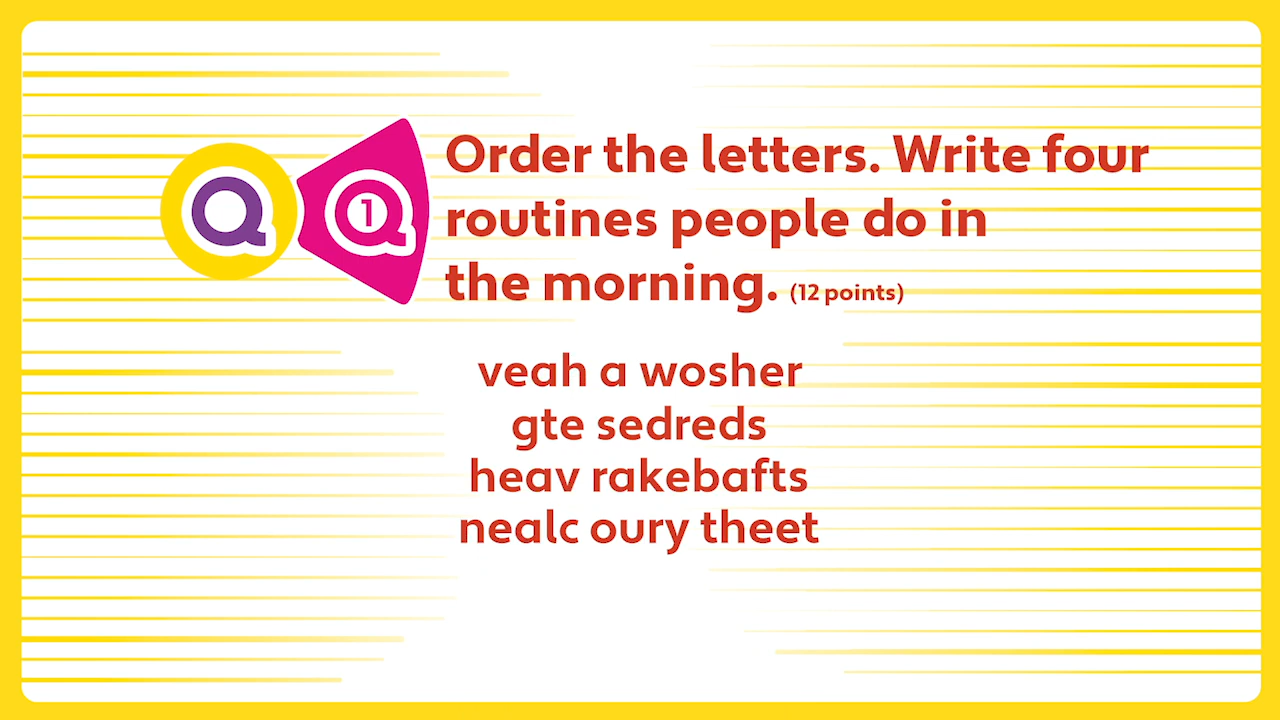 Q 1 Order the letters. Write four
routines people do in
the morning. (12 points)
veah a wosher
gte sedreds
heav rakebafts
nealc oury theet